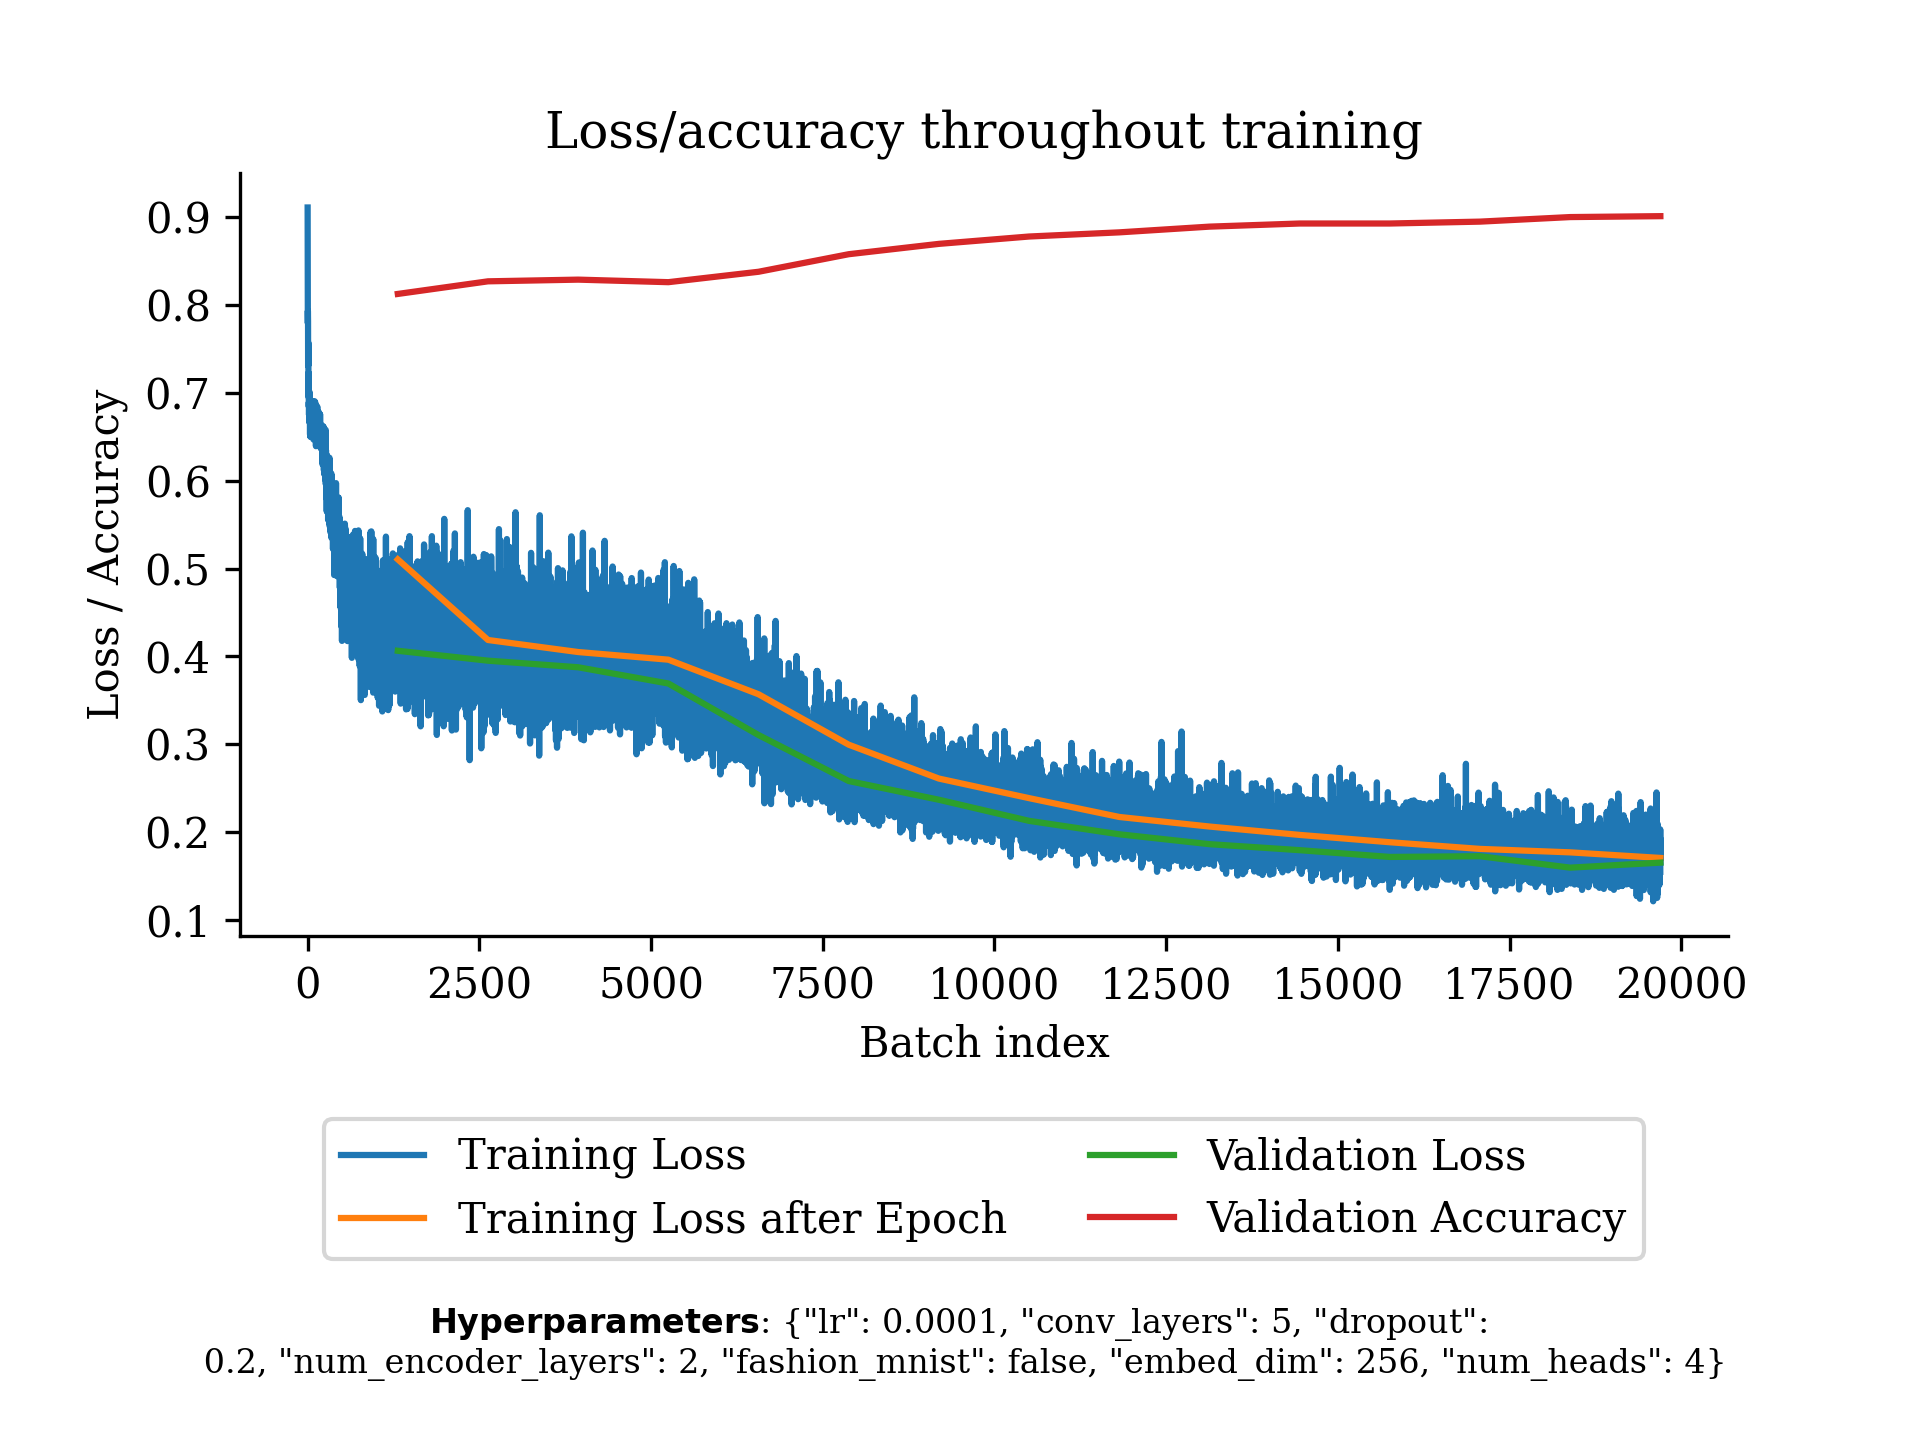 Loss/accuracy throughout training
Loss / Accuracy
0.9
0.8
0.7
0.6
0.5
0.4
0.3
0.2
0.1
0 2500 5000 7500 10000 12500 15000 17500 20000
Batch index
Training Loss
Training Loss after Epoch
Validation Loss
Validation Accuracy
Hyperparameters: {"lr": 0.0001, "conv_layers": 5, "dropout":
0.2, "num_encoder_layers": 2, "fashion_mnist": false, "embed_dim": 256, "num_heads": 4}